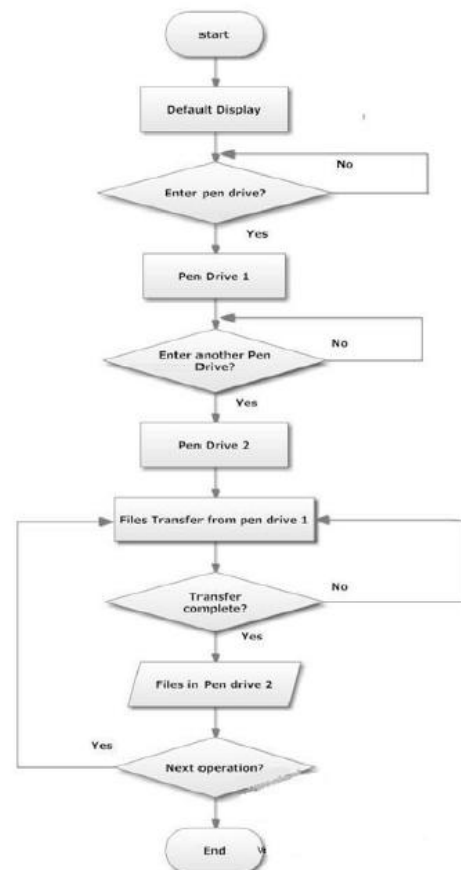 start
Default Display
No
Enter pen drive?
Yes
Pen Drive 1
Enter another Pen
Drive?
No
Yes
Pen Drive 2
Files Transfer from pen drive 1
Transfer
complete?
No
Yes
Files in Pen drive 2
Yes
Next operation?
End